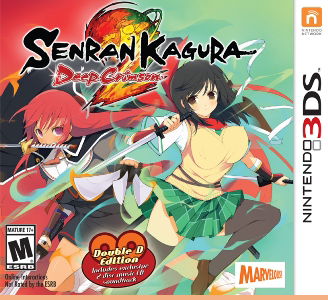 NINTENDO
NETWORK
SENRAN KAGURA
2
Deep Crimson
NINTENDO 3DS
MATURE 17+
M
ESRB
Online Interactions
Not Rated by the ESRB
Double D
Edition
Includes exclusive
2 disc music CD
soundtrack
MARVELOUS!